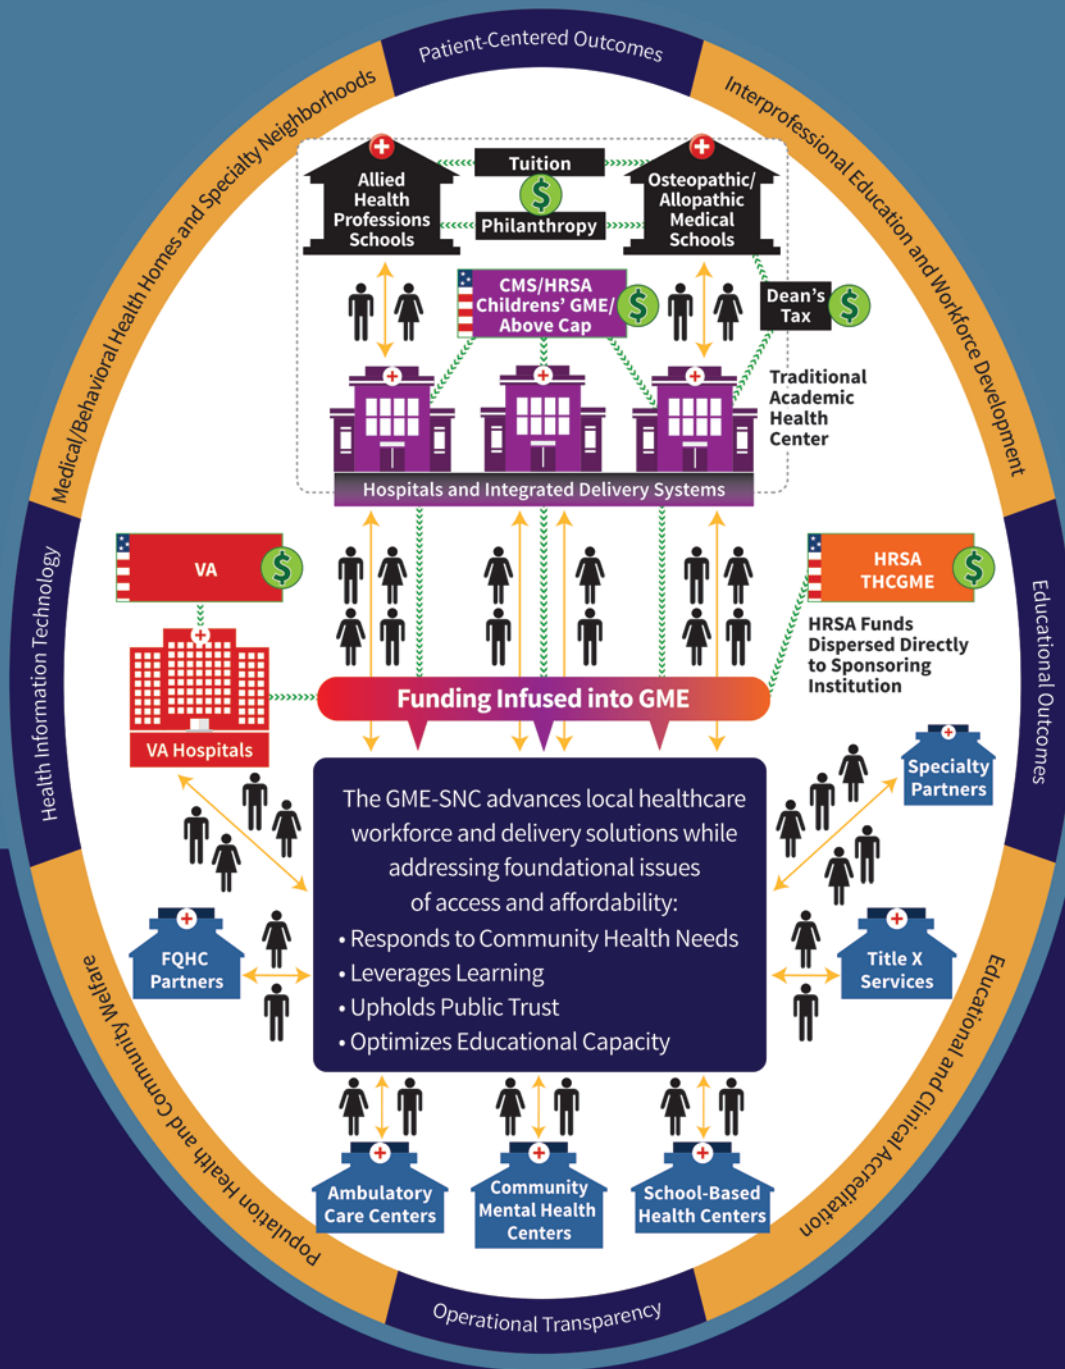 Patient-Centered Outcomes
Medical/Behavioral Health Homes and Specialty Neighborhoods
Interprofessional Education and Workforce Development
Allied
Health
Professions
Schools
Tuition
$
Philanthropy
Osteopathic/
Allopathic
Medical
Schools
CMS/HRSA
Childrens' GME/
Above Cap
$
Dean's
Tax
$
Traditional
Academic
Health
Center
Hospitals and Integrated Delivery Systems
Health Information Technology
Educational Outcomes
VA
$
HRSA
THCGME
$
HRSA Funds
Dispersed Directly
to Sponsoring
Institution
VA Hospitals
Funding Infused into GME
Specialty
Partners
The GME-SNC advances local healthcare
workforce and delivery solutions while
addressing foundational issues
of access and affordability:
• Responds to Community Health Needs
• Leverages Learning
• Upholds Public Trust
• Optimizes Educational Capacity
FQHC
Partners
Title X
Services
Population Health and Community Welfare
Educational and Clinical Accreditation
Ambulatory
Care Centers
Community
Mental Health
Centers
School-Based
Health Centers
Operational Transparency